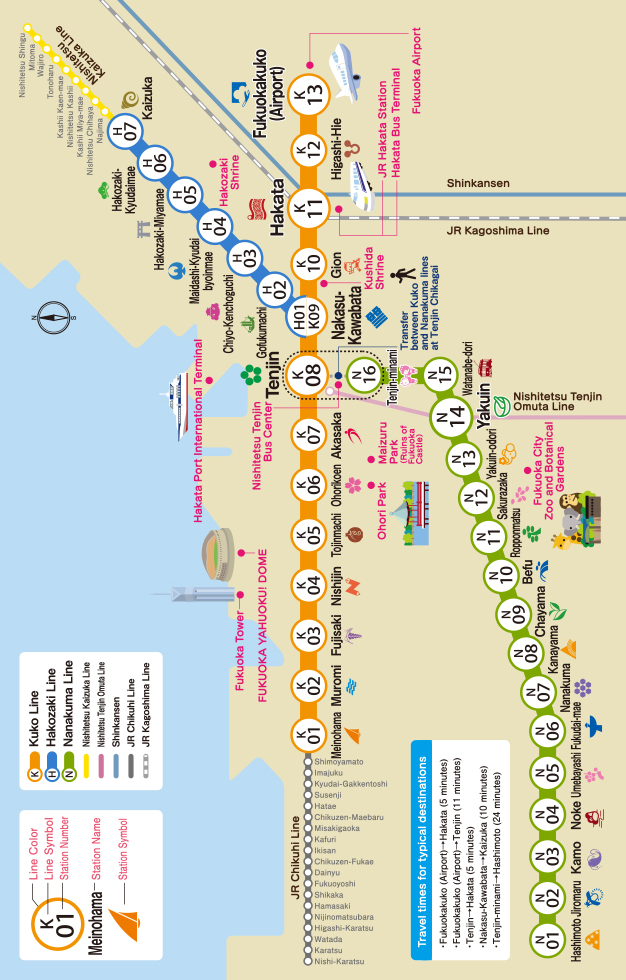 Line Color
Line Symbol
Station Number
K
01
Meinohama
Station Name
Station Symbol
K Kuko Line
H Hakozaki Line
N Nanakuma Line
Nishitetsu Kaizuka Line
Nishitetsu Tenjin Omuta Line
Shinkansen
JR Chikuhi Line
JR Kagoshima Line
Fukuoka Tower
FUKUOKA YAHUOKU! DOME
Hakata Port International Terminal
N
S
Nishitetsu Shingu
Mitoma
Wajiro
Tonoharu
Kashii Kaen-mae
Nishitetsu Kashii
Kashii Miya-mae
Nishitetsu Chihaya
Najima
Nishitetsu
Kaizuka Line
H
07
Kaizuka
H
06
Hakozaki-
Kyudaimae
H
05
Hakozaki-Miyamae
Hakozaki
Shrine
H
04
Maidashi-Kyudai
byoinmae
H
03
Chiyo-Kenchoguchi
H
02
Gofukumachi
H01
K09
Nakasu-
Kawabata
Nishi-Karatsu
Karatsu
Watada
Higashi-Karatsu
Nijinomatsubara
Hamasaki
Shikaka
Fukuoyoshi
Dainyu
Chikuzen-Fukae
Ikisan
Kafuri
Misakigaoka
Chikuzen-Maebaru
Hatae
Susenji
Kyudai-Gakkentoshi
Imajuku
Shimoyamato
JR Chikuhi Line
K
01
Meinohama
K
02
Muromi
K
03
Fujisaki
K
04
Nishijin
K
05
Tojinmachi
K
06
Ohorikoen
K
07
Akasaka
K
08
Tenjin
Nishitetsu Tenjin
Bus Center
K
10
Gion
Kushida
Shrine
K
11
Hakata
K
12
Higashi-Hie
K
13
Fukuokakuko
(Airport)
Fukuoka Airport
JR Hakata Station
Hakata Bus Terminal
Shinkansen
JR Kagoshima Line
Ohori Park
Maizuru
Park
(Ruins of
Fukuoka
Castle)
Transfer
between Kuko
and Nanakuma lines
at Tenjin Chikagai
N
16
Tenjin-minami
N
15
Watanabe-dori
N
14
Yakuin
Nishitetsu Tenjin
Omuta Line
N
13
Yakuin-odori
N
12
Sakurazaka
Fukuoka City
Zoo and Botanical
Gardens
N
11
Ropponmatsu
N
10
Befu
N
09
Chayama
N
08
Kanayama
N
07
Nanakuma
N
06
Fukudai-mae
N
05
Umebayashi
N
04
Noke
N
03
Kamo
N
02
Jiromaru
N
01
Hashimoto
Travel times for typical destinations
・Fukuokakuko (Airport)→Hakata (5 minutes)
・Fukuokakuko (Airport)→Tenjin (11 minutes)
・Tenjin→Hakata (5 minutes)
・Nakasu-Kawabata→Kaizuka (10 minutes)
・Tenjin-minami→Hashimoto (24 minutes)